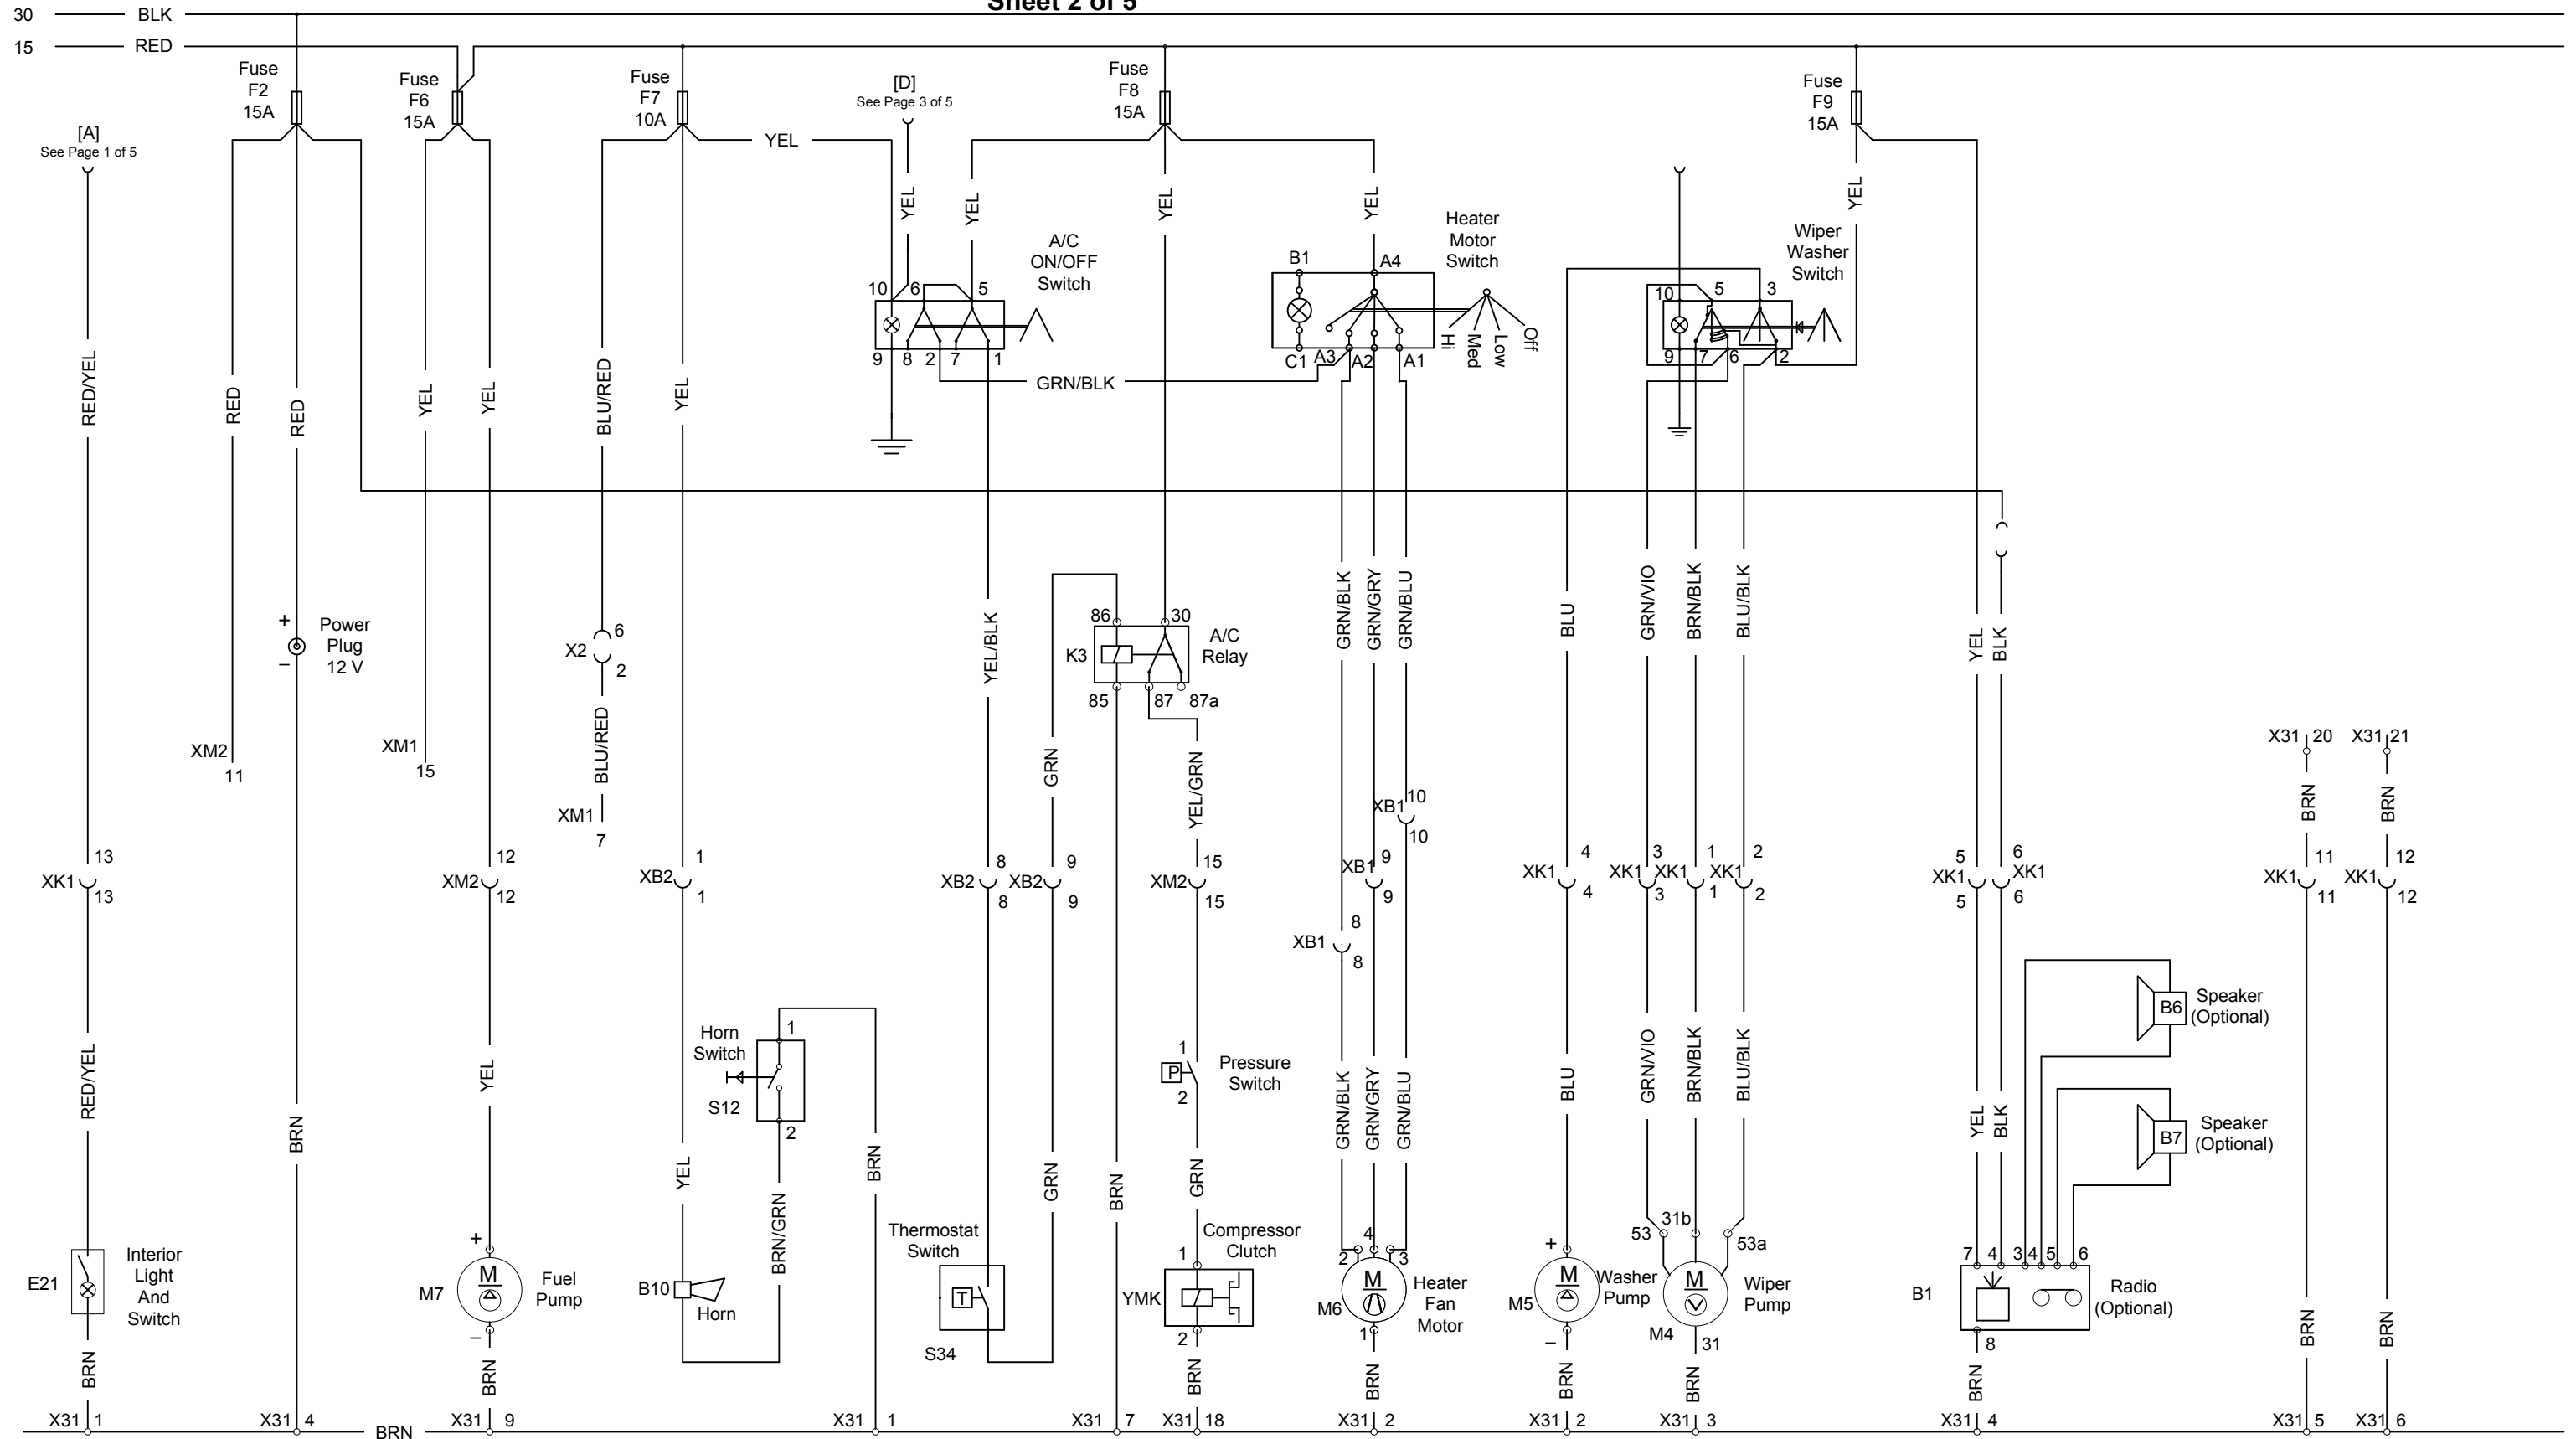 Sheet 2 of 5
30 BLK
15 RED
Fuse
F2
15A
Fuse
F6
15A
Fuse
F7
10A
[D]
See Page 3 of 5
Fuse
F8
15A
Fuse
F9
15A
[A]
See Page 1 of 5
YEL
YEL
YEL
YEL
YEL
YEL
A/C
ON/OFF
Switch
Heater
Motor
Switch
Wiper
Washer
Switch
10 6 5
9 8 2 7 1
B1 A4
C1 A3 A2 A1
Hi Med Low Off
10 5 3
9 7 6 2
GRN/BLK
RED/YEL
RED
RED
YEL
YEL
BLU/RED
YEL
YEL/BLK
GRN/BLK
GRN/GRY
GRN/BLU
BLU
GRN/VIO
BRN/BLK
BLU/BLK
YEL
BLK
+
–
Power
Plug
12 V
X2 6
2
BLU/RED
86 30
K3
A/C
Relay
85 87 87a
GRN
YEL/GRN
XM2
11
XM1
15
XM1
7
X31 20
X31 21
BRN
BRN
13
XK1
13
12
XM2
12
1
XB2
1
8
XB2
8
9
XB2
9
15
XM2
15
8
XB1
8
9
XB1
9
10
XB1
10
4
XK1
4
3
XK1
3
1
XK1
1
2
XK1
2
5
XK1
5
6
XK1
6
11
XK1
11
12
XK1
12
RED/YEL
BRN
YEL
YEL
Horn
Switch
S12
1
2
BRN/GRN
BRN
GRN
BRN
1
P
2
Pressure
Switch
GRN
GRN/BLK
GRN/GRY
GRN/BLU
BLU
GRN/VIO
BRN/BLK
BLU/BLK
YEL
BLK
B6
Speaker
(Optional)
B7
Speaker
(Optional)
E21
Interior
Light
And
Switch
BRN
+
M
M7
–
Fuel
Pump
BRN
B10
Horn
Thermostat
Switch
T
S34
Compressor
Clutch
1
YMK
2
BRN
2 4 3
M
M6
1
Heater
Fan
Motor
BRN
+
M
M5
–
Washer
Pump
BRN
53 31b 53a
M
M4
31
Wiper
Pump
BRN
7 4 3 4 5 6
B1
8
Radio
(Optional)
BRN
BRN
BRN
X31 1
X31 4
BRN
X31 9
X31 1
X31 7
X31 18
X31 2
X31 2
X31 3
X31 4
X31 5
X31 6